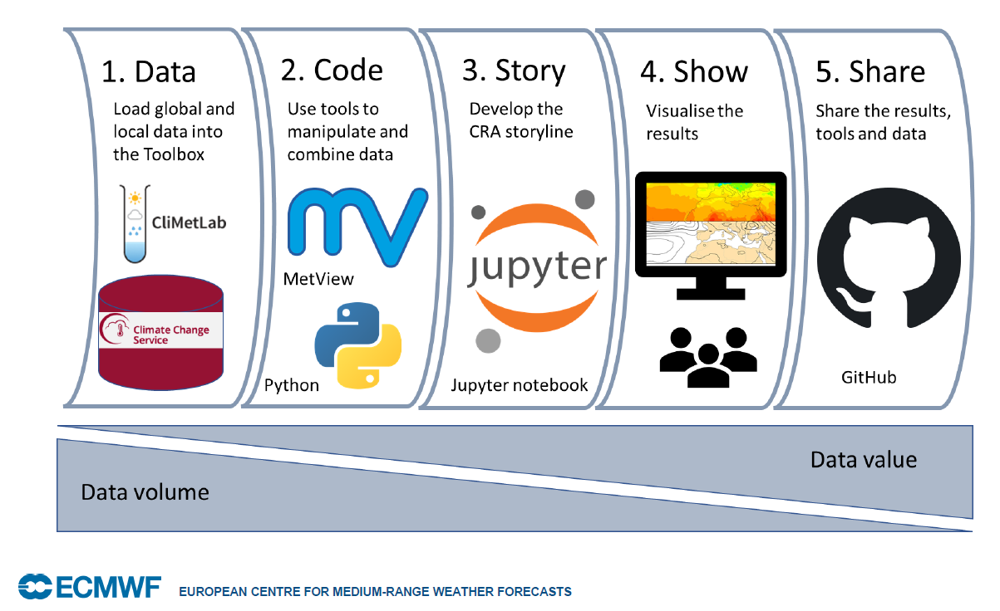 1. Data
Load global and
local data into
the Toolbox
CliMetLab
Climate Change
Service
2. Code
Use tools to
manipulate and
combine data
MetView
Python
3. Story
Develop the
CRA storyline
jupyter
Jupyter notebook
4. Show
Visualise the
results
5. Share
Share the results,
tools and data
GitHub
Data value
Data volume
ECMWF
EUROPEAN CENTRE FOR MEDIUM-RANGE WEATHER FORECASTS